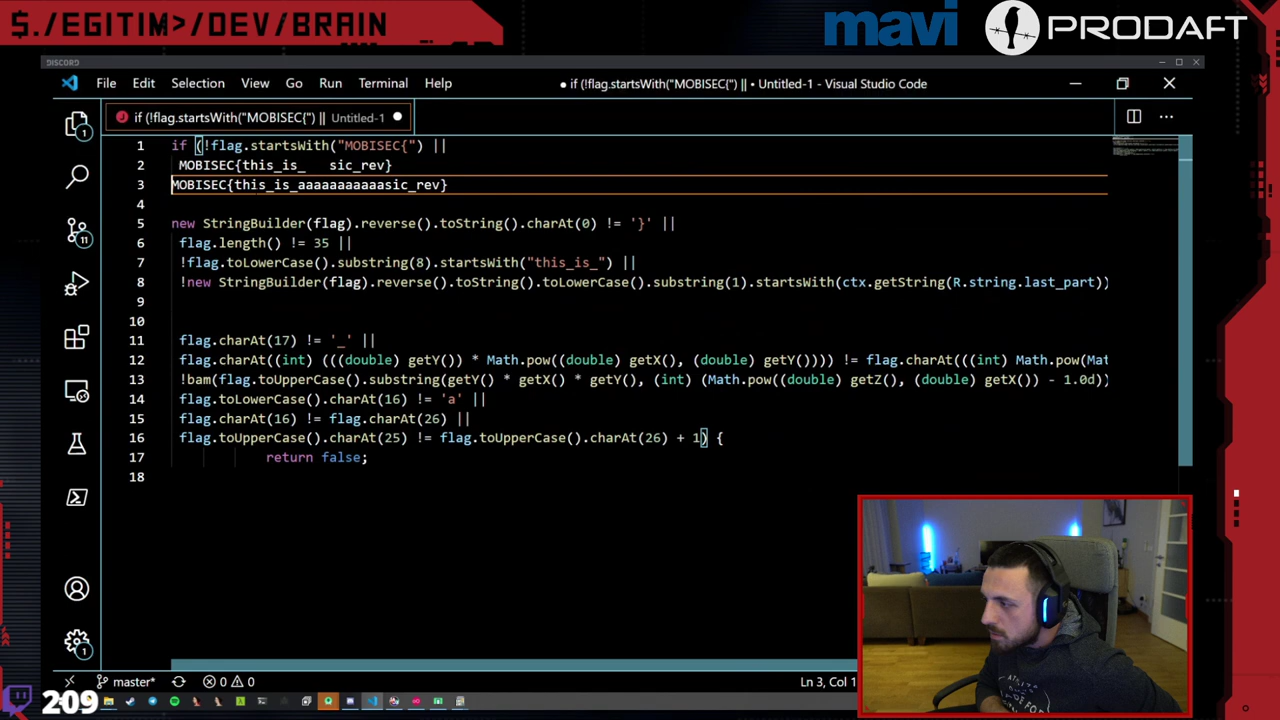 $./EGITIM>/DEV/BRAIN
mavi
PRODAFT
DISCORD
File Edit Selection View Go Run Terminal Help
● if (!flag.startsWith("MOBISEC{") || • Untitled-1 - Visual Studio Code
if (!flag.startsWith("MOBISEC{") || Untitled-1 ●
1 if (!flag.startsWith("MOBISEC{") ||
2 MOBISEC{this_is_   sic_rev}
3 MOBISEC{this_is_aaaaaaaaaaasic_rev}
4
5 new StringBuilder(flag).reverse().toString().charAt(0) != '}' ||
6 flag.length() != 35 ||
7 !flag.toLowerCase().substring(8).startsWith("this_is_") ||
8 !new StringBuilder(flag).reverse().toString().toLowerCase().substring(1).startsWith(ctx.getString(R.string.last_part))
9
10
11 flag.charAt(17) != '_' ||
12 flag.charAt((int) (((double) getY()) * Math.pow((double) getX(), (double) getY()))) != flag.charAt(((int) Math.pow(Mat
13 !bam(flag.toUpperCase().substring(getY() * getX() * getY(), (int) (Math.pow((double) getZ(), (double) getX()) - 1.0d))
14 flag.toLowerCase().charAt(16) != 'a' ||
15 flag.charAt(16) != flag.charAt(26) ||
16 flag.toUpperCase().charAt(25) != flag.toUpperCase().charAt(26) + 1) {
17 return false;
18
1
11
1
master*
0
0
Ln 3, Col 1
209